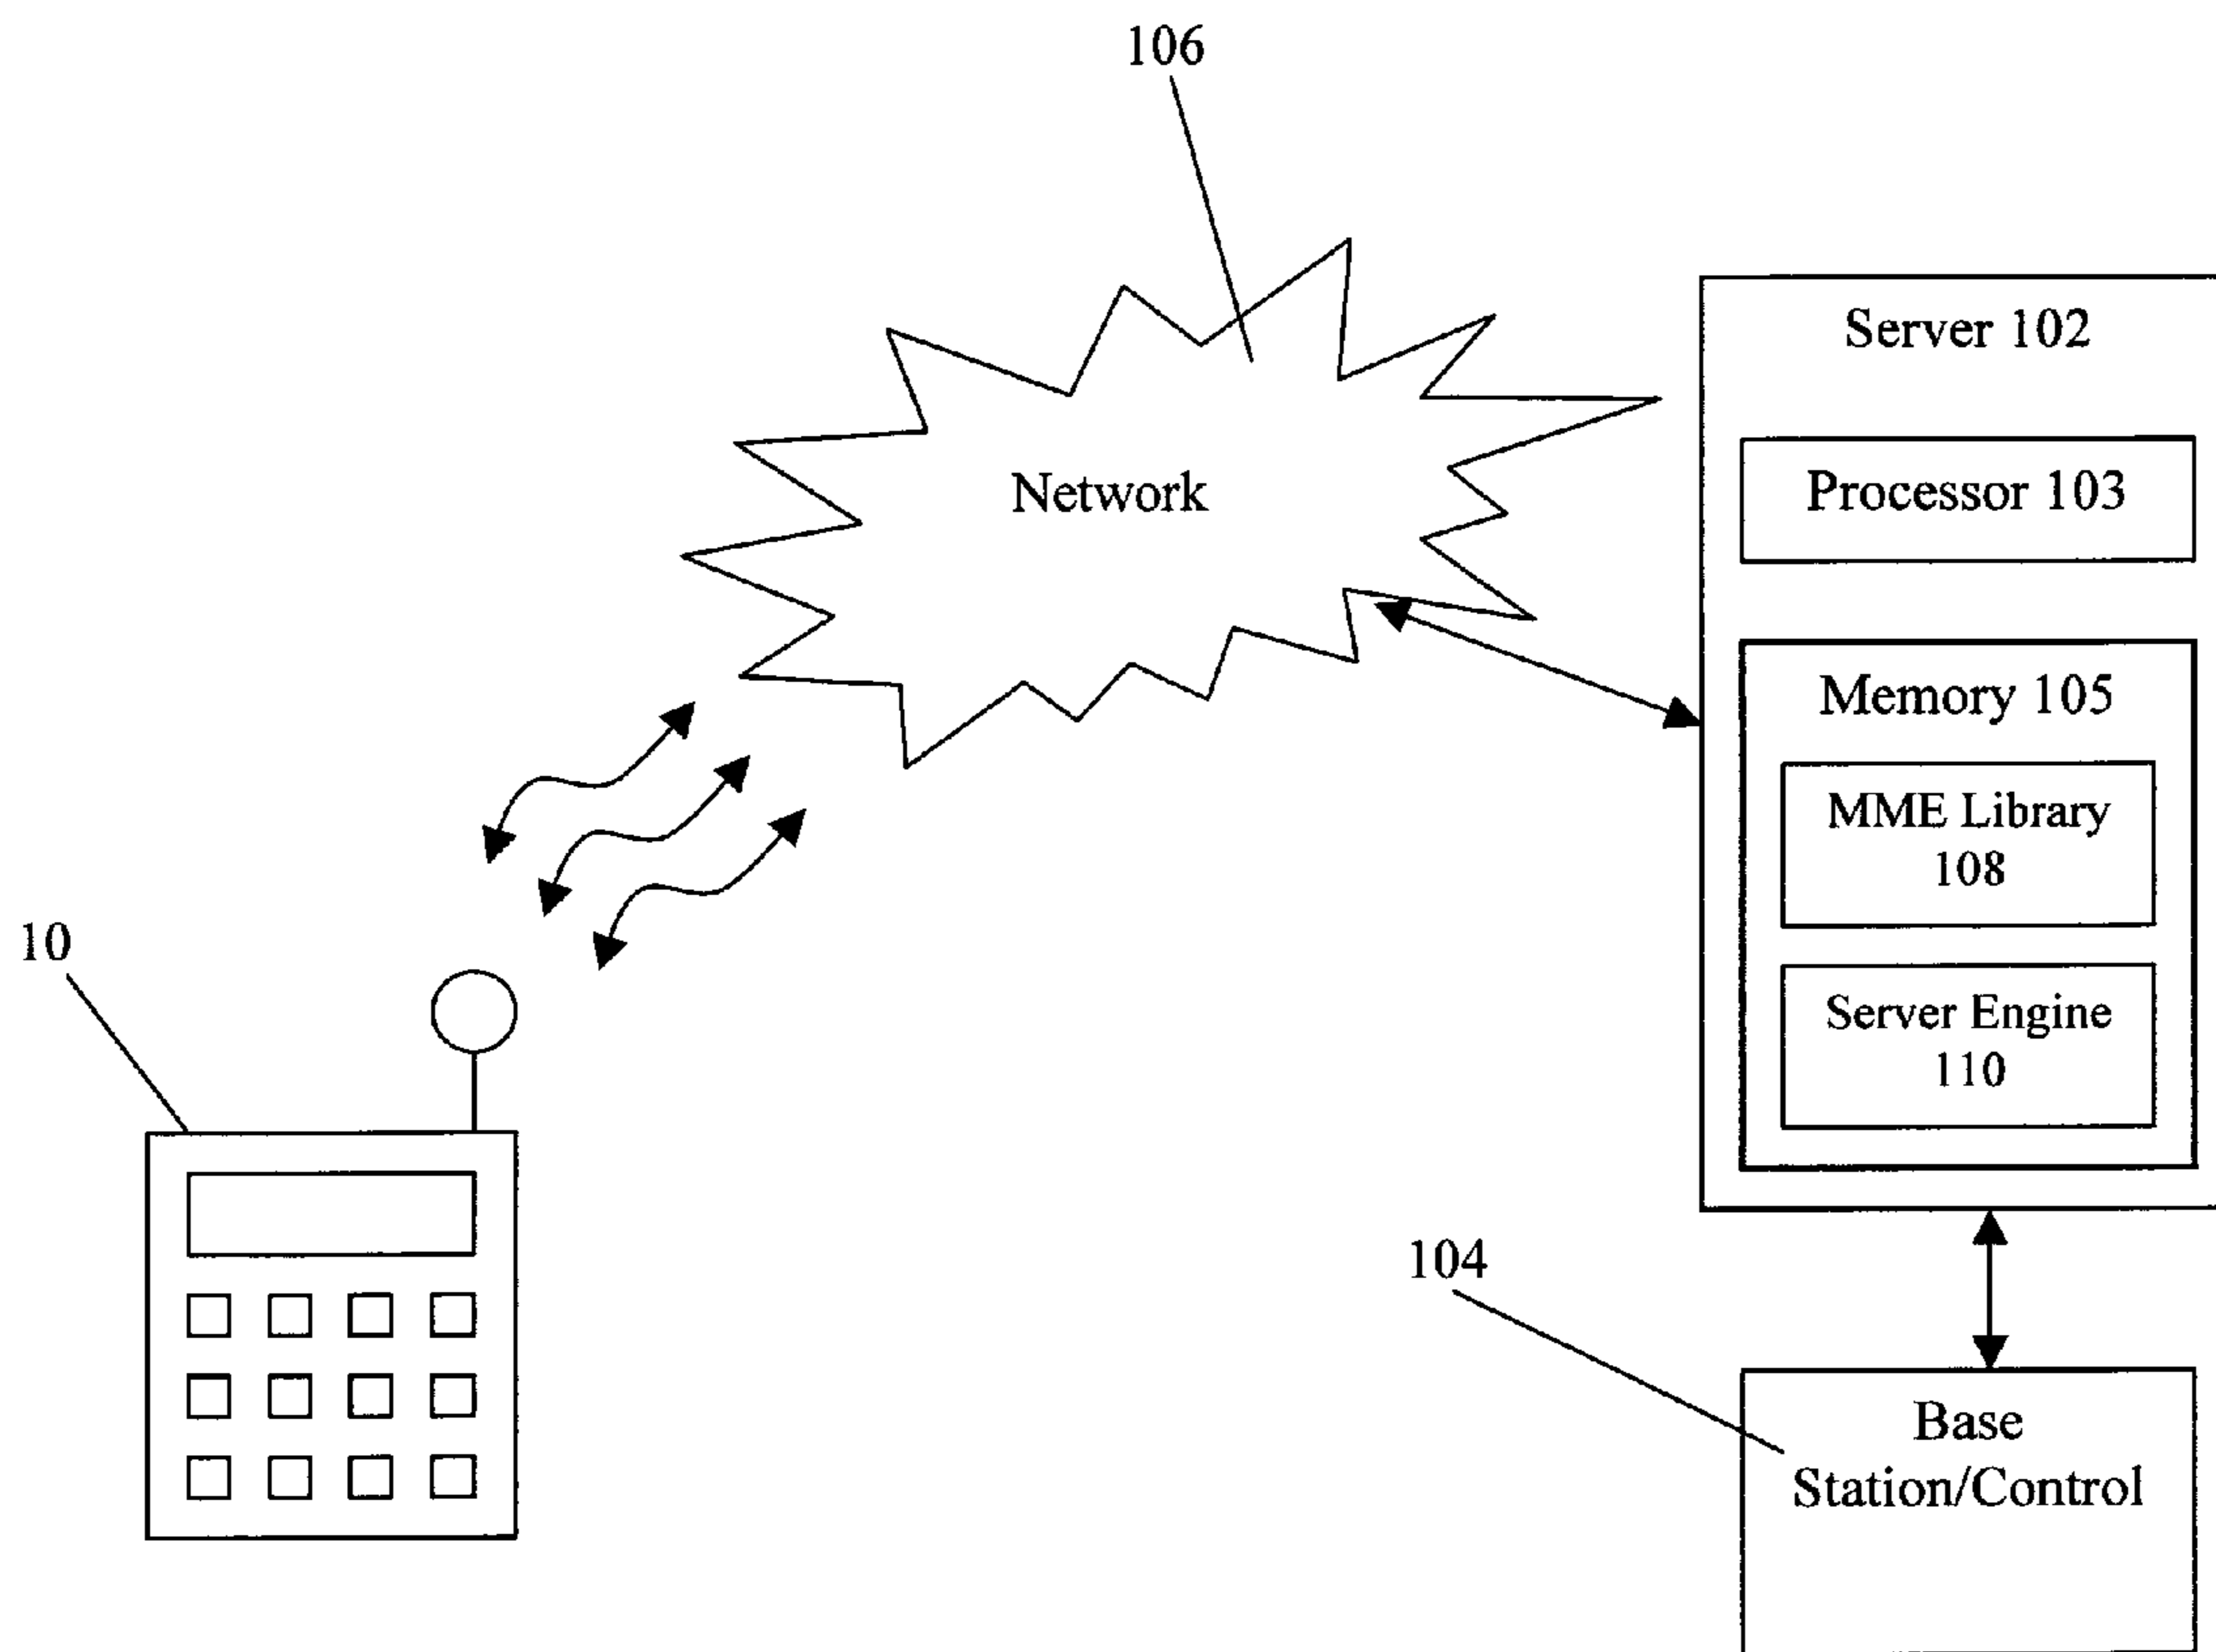 106
Server 102
Processor 103
Network
Memory 105
MME Library
108
10
Server Engine
110
104
Base
Station/Control